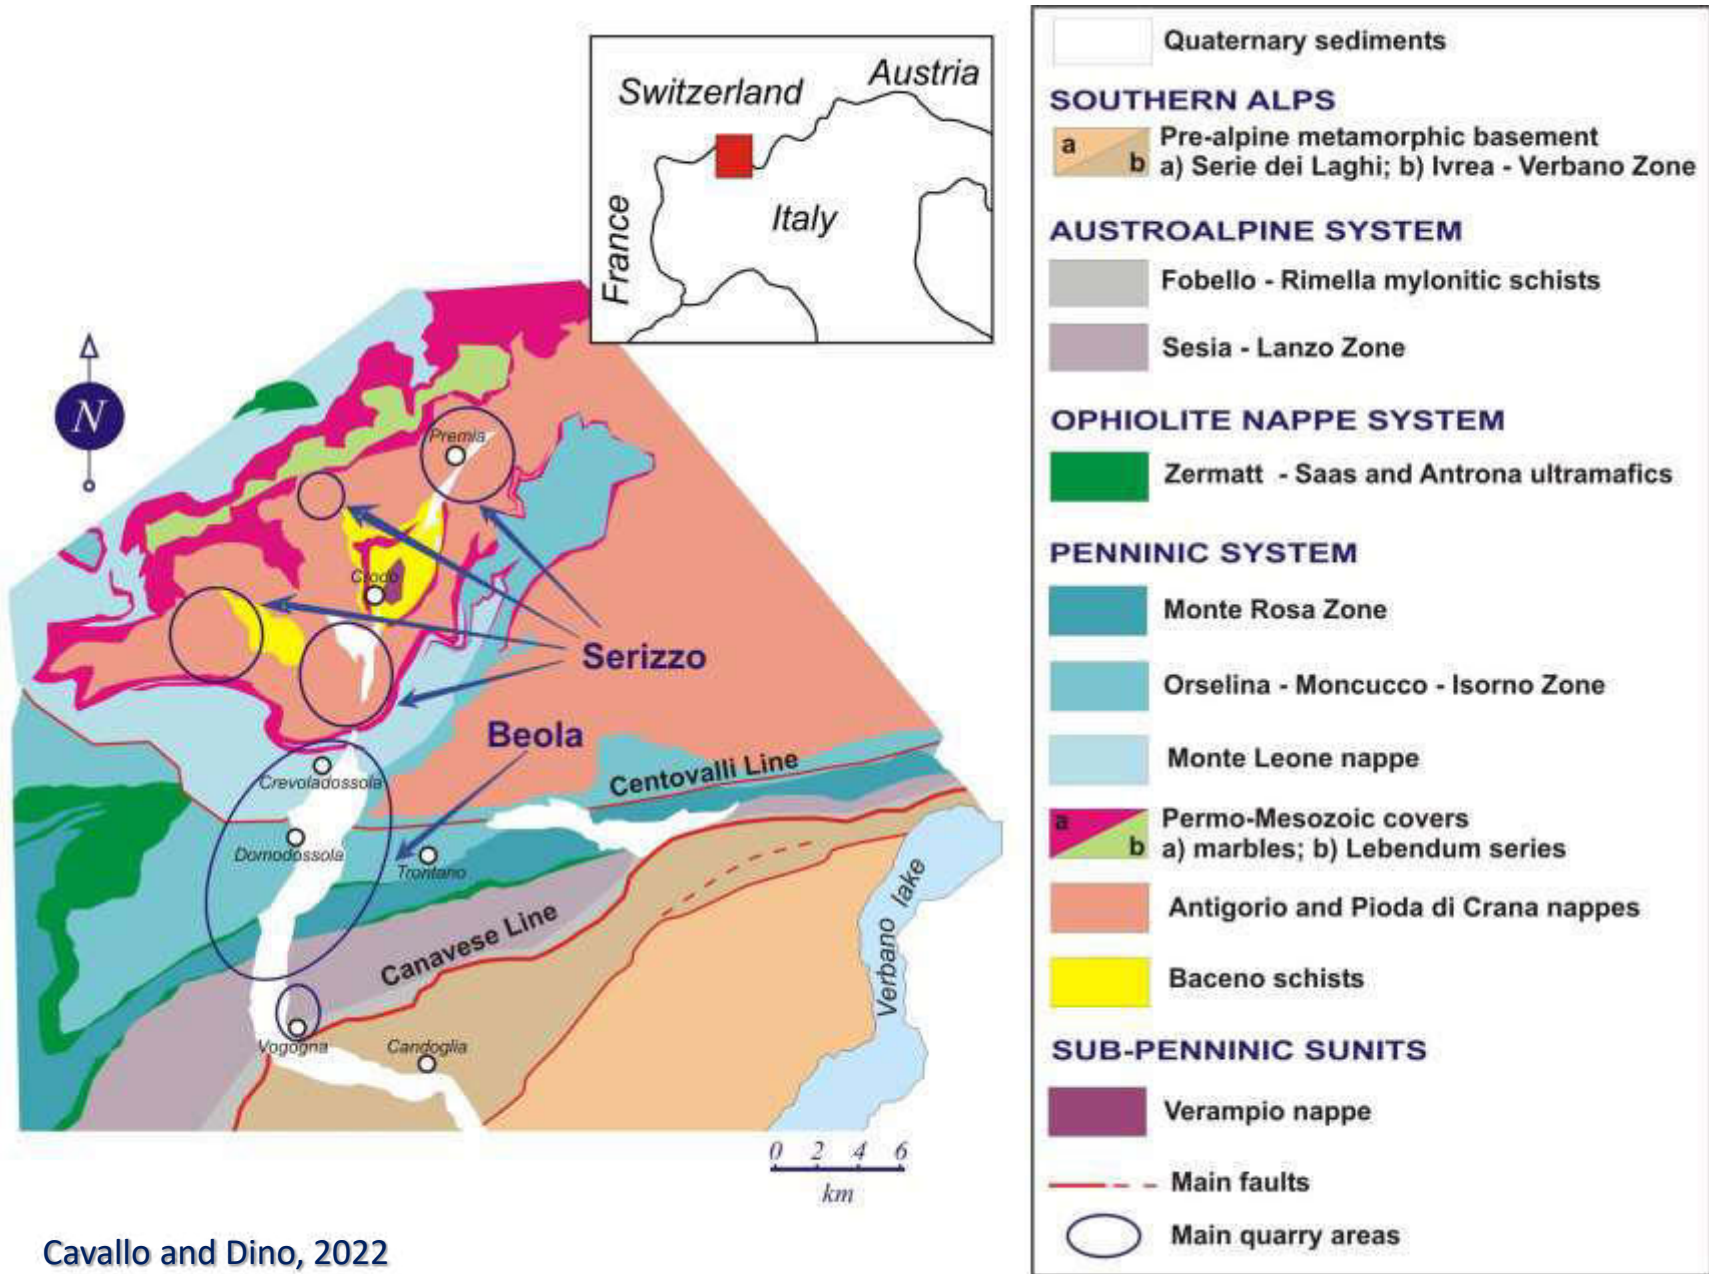 Switzerland
Austria
France
Italy
N
Premia
Crodo
Serizzo
Beola
Crevoladossola
Centovalli Line
Domodossola
Trontano
Canavese Line
Verbano lake
Vogogna
Candoglia
0 2 4 6
km
Cavallo and Dino, 2022
Quaternary sediments
SOUTHERN ALPS
a
b
Pre-alpine metamorphic basement
a) Serie dei Laghi; b) Ivrea - Verbano Zone
AUSTROALPINE SYSTEM
Fobello - Rimella mylonitic schists
Sesia - Lanzo Zone
OPHIOLITE NAPPE SYSTEM
Zermatt - Saas and Antrona ultramafics
PENNINIC SYSTEM
Monte Rosa Zone
Orselina - Moncucco - Isorno Zone
Monte Leone nappe
a
b
Permo-Mesozoic covers
a) marbles; b) Lebendum series
Antigorio and Pioda di Crana nappes
Baceno schists
SUB-PENNINIC SUNITS
Verampio nappe
Main faults
Main quarry areas